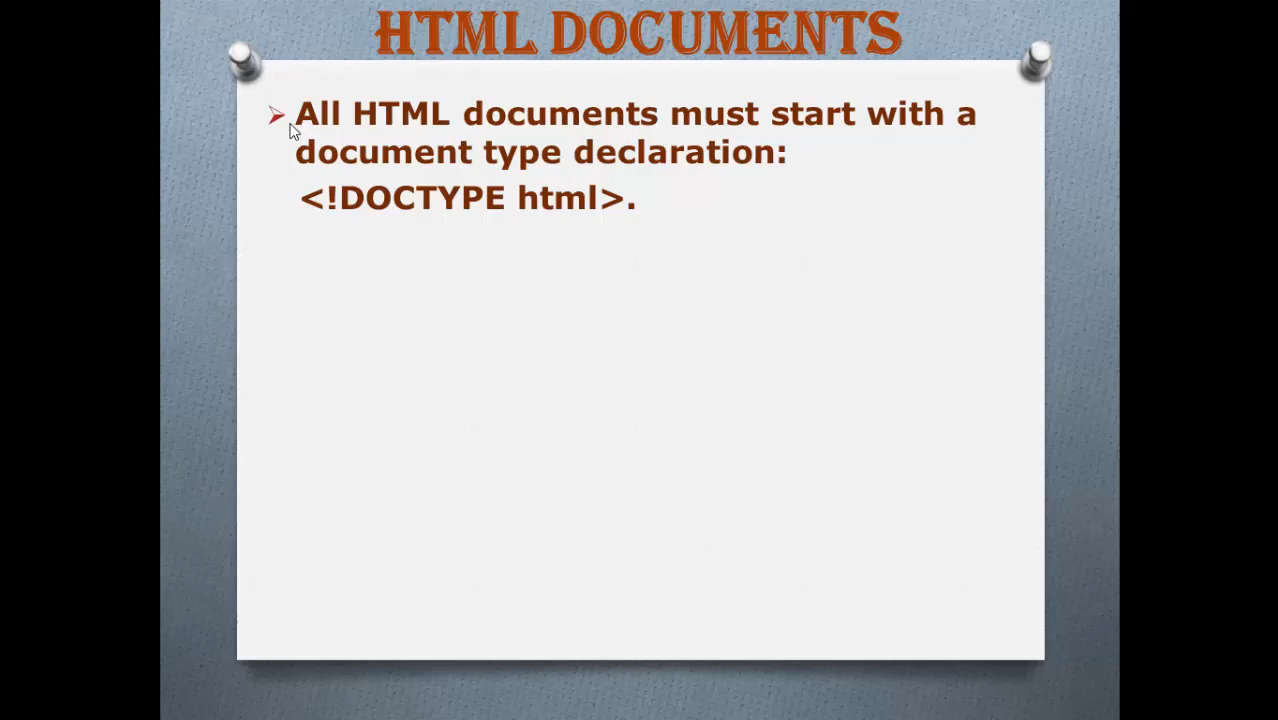 HTML DOCUMENTS
All HTML documents must start with a
document type declaration:
<!DOCTYPE html>.